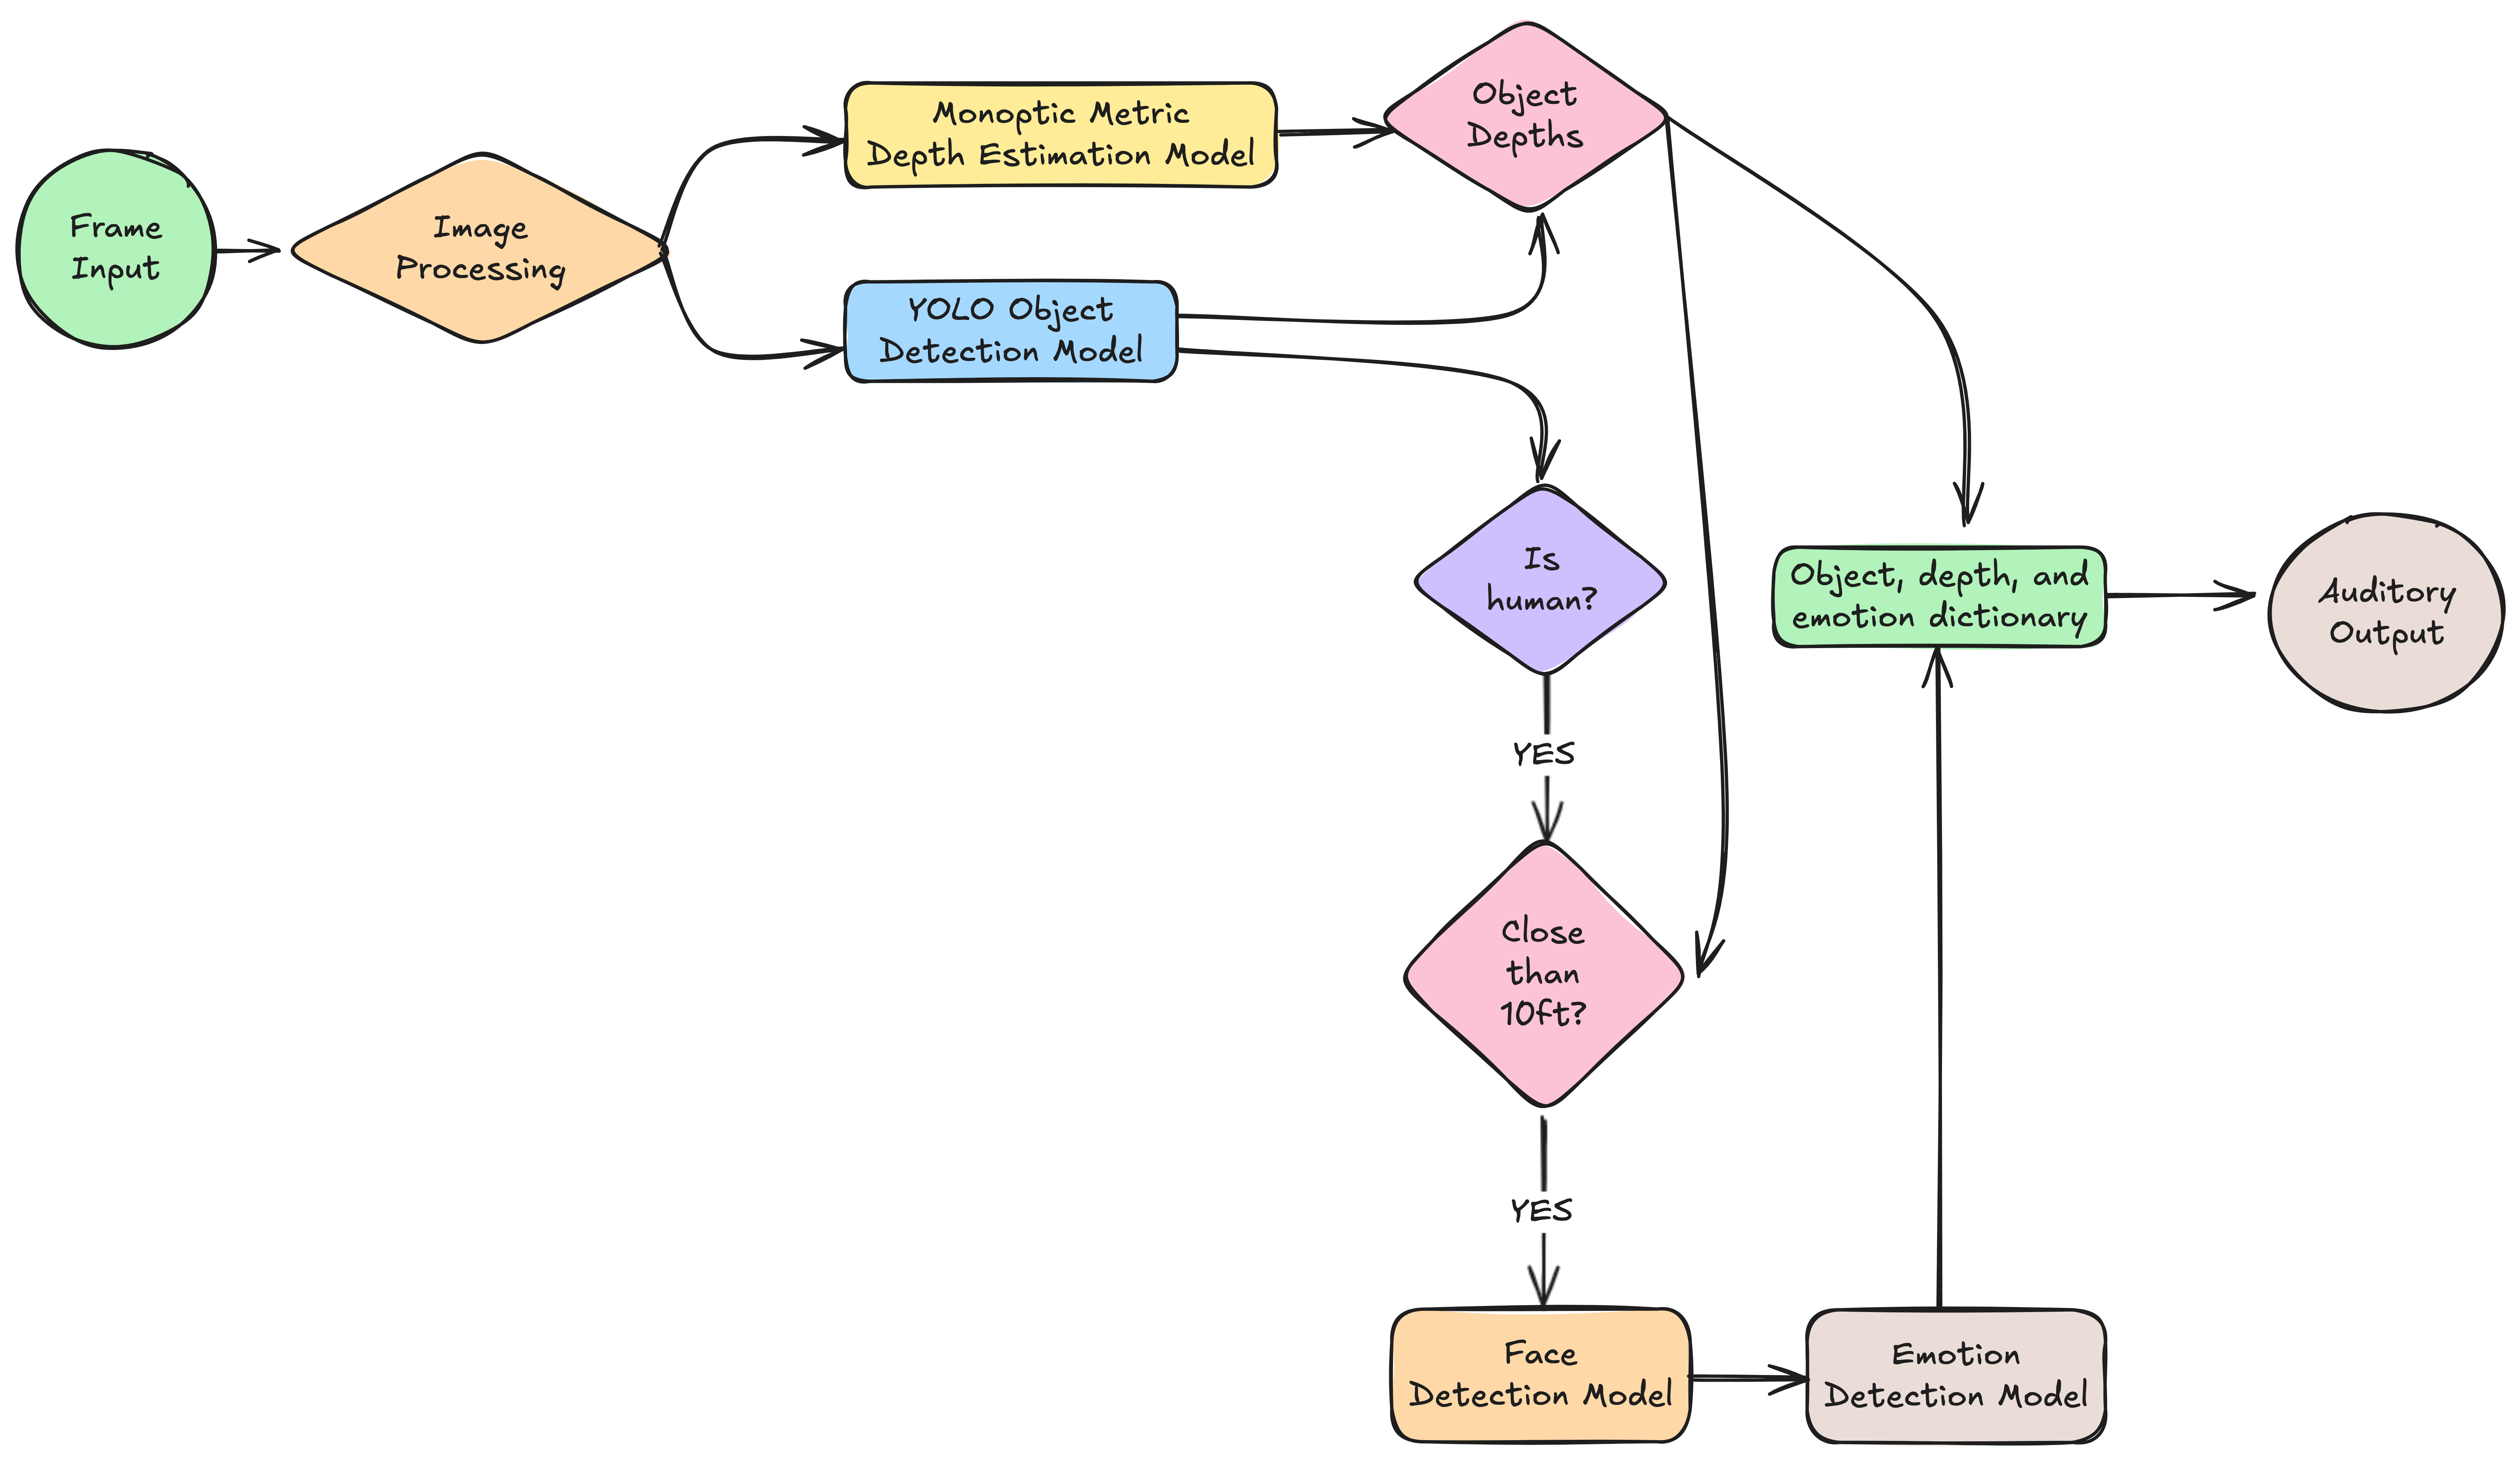 Frame
Input
Image
Processing
Monoptic Metric
Depth Estimation Model
YOLO Object
Detection Model
Object
Depths
Is
human?
YES
Close
than
10ft?
YES
Face
Detection Model
Emotion
Detection Model
Object, depth, and
emotion dictionary
Auditory
Output